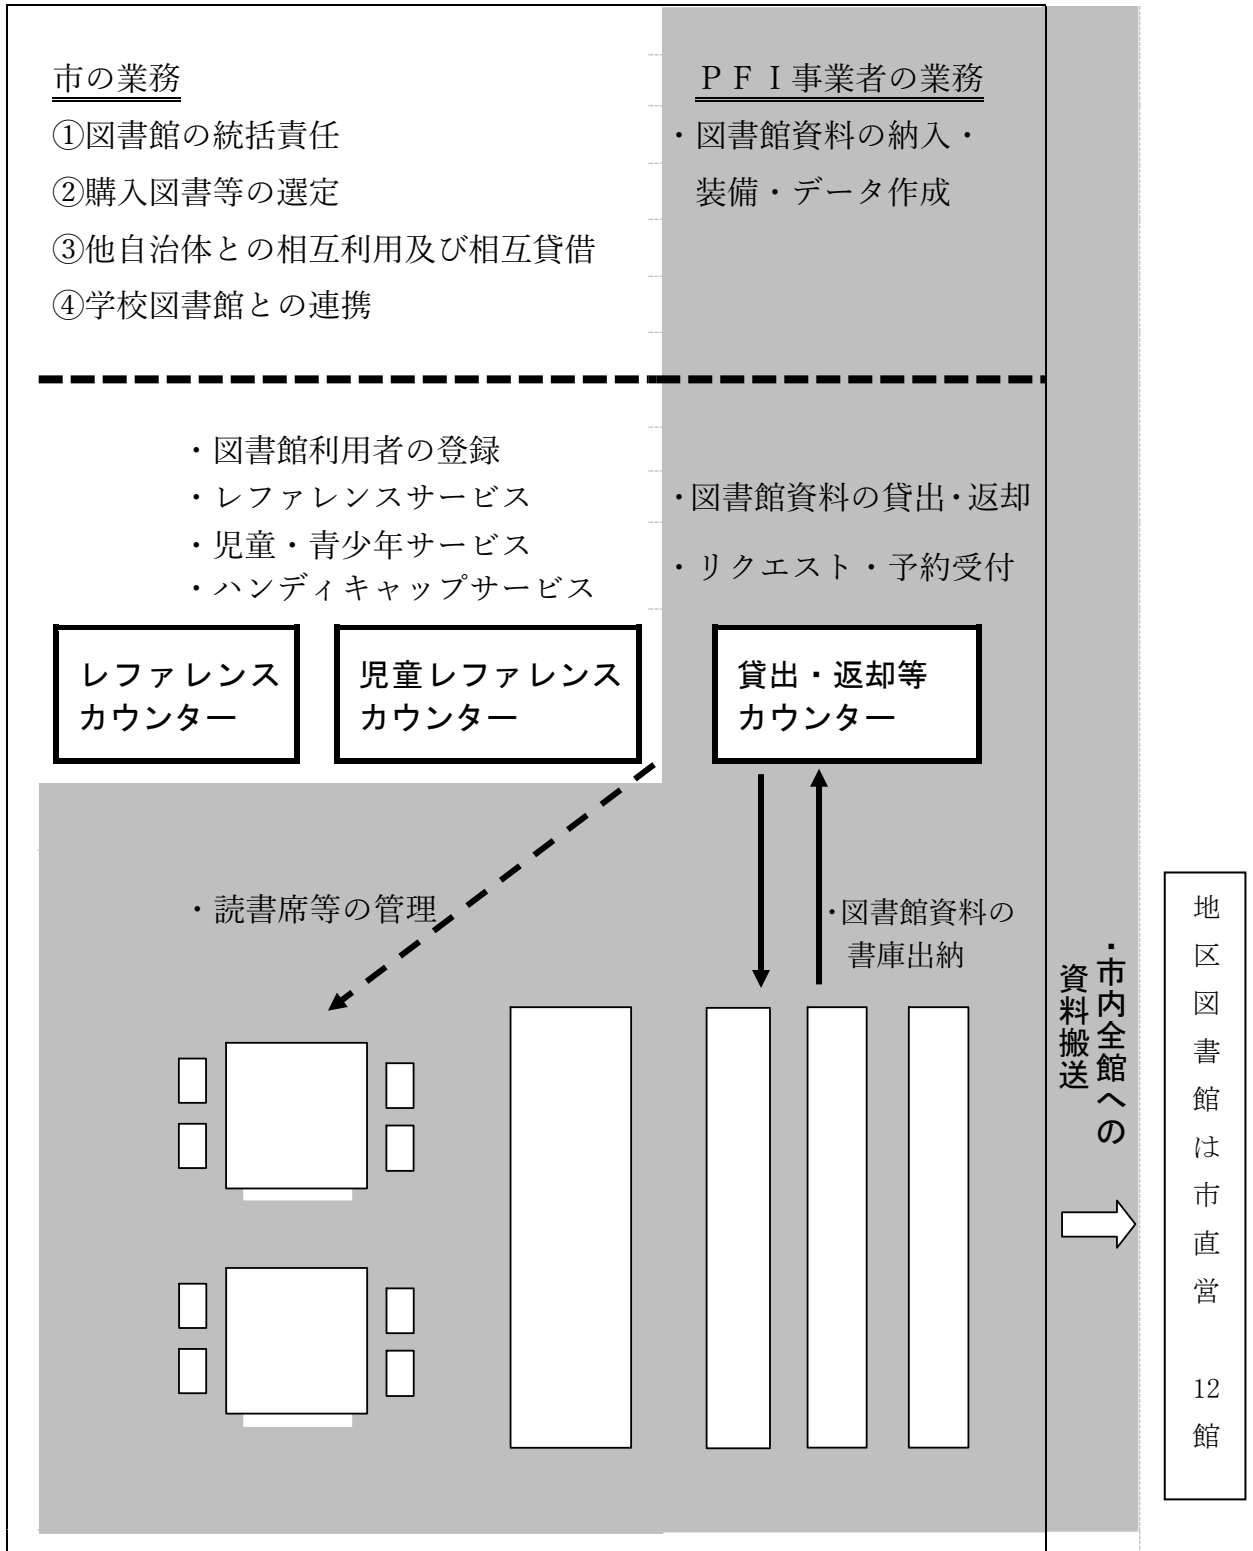 市の業務
①図書館の統括責任
②購入図書等の選定
③他自治体との相互利用及び相互貸借
④学校図書館との連携
ＰＦＩ事業者の業務
・図書館資料の納入・
装備・データ作成
・図書館利用者の登録
・レファレンスサービス
・児童・青少年サービス
・ハンディキャップサービス
・図書館資料の貸出・返却
・リクエスト・予約受付
レファレンス
カウンター
児童レファレンス
カウンター
貸出・返却等
カウンター
・読書席等の管理
・図書館資料の
書庫出納
・市内全館への
資料搬送
地区図書館は市直営　12館